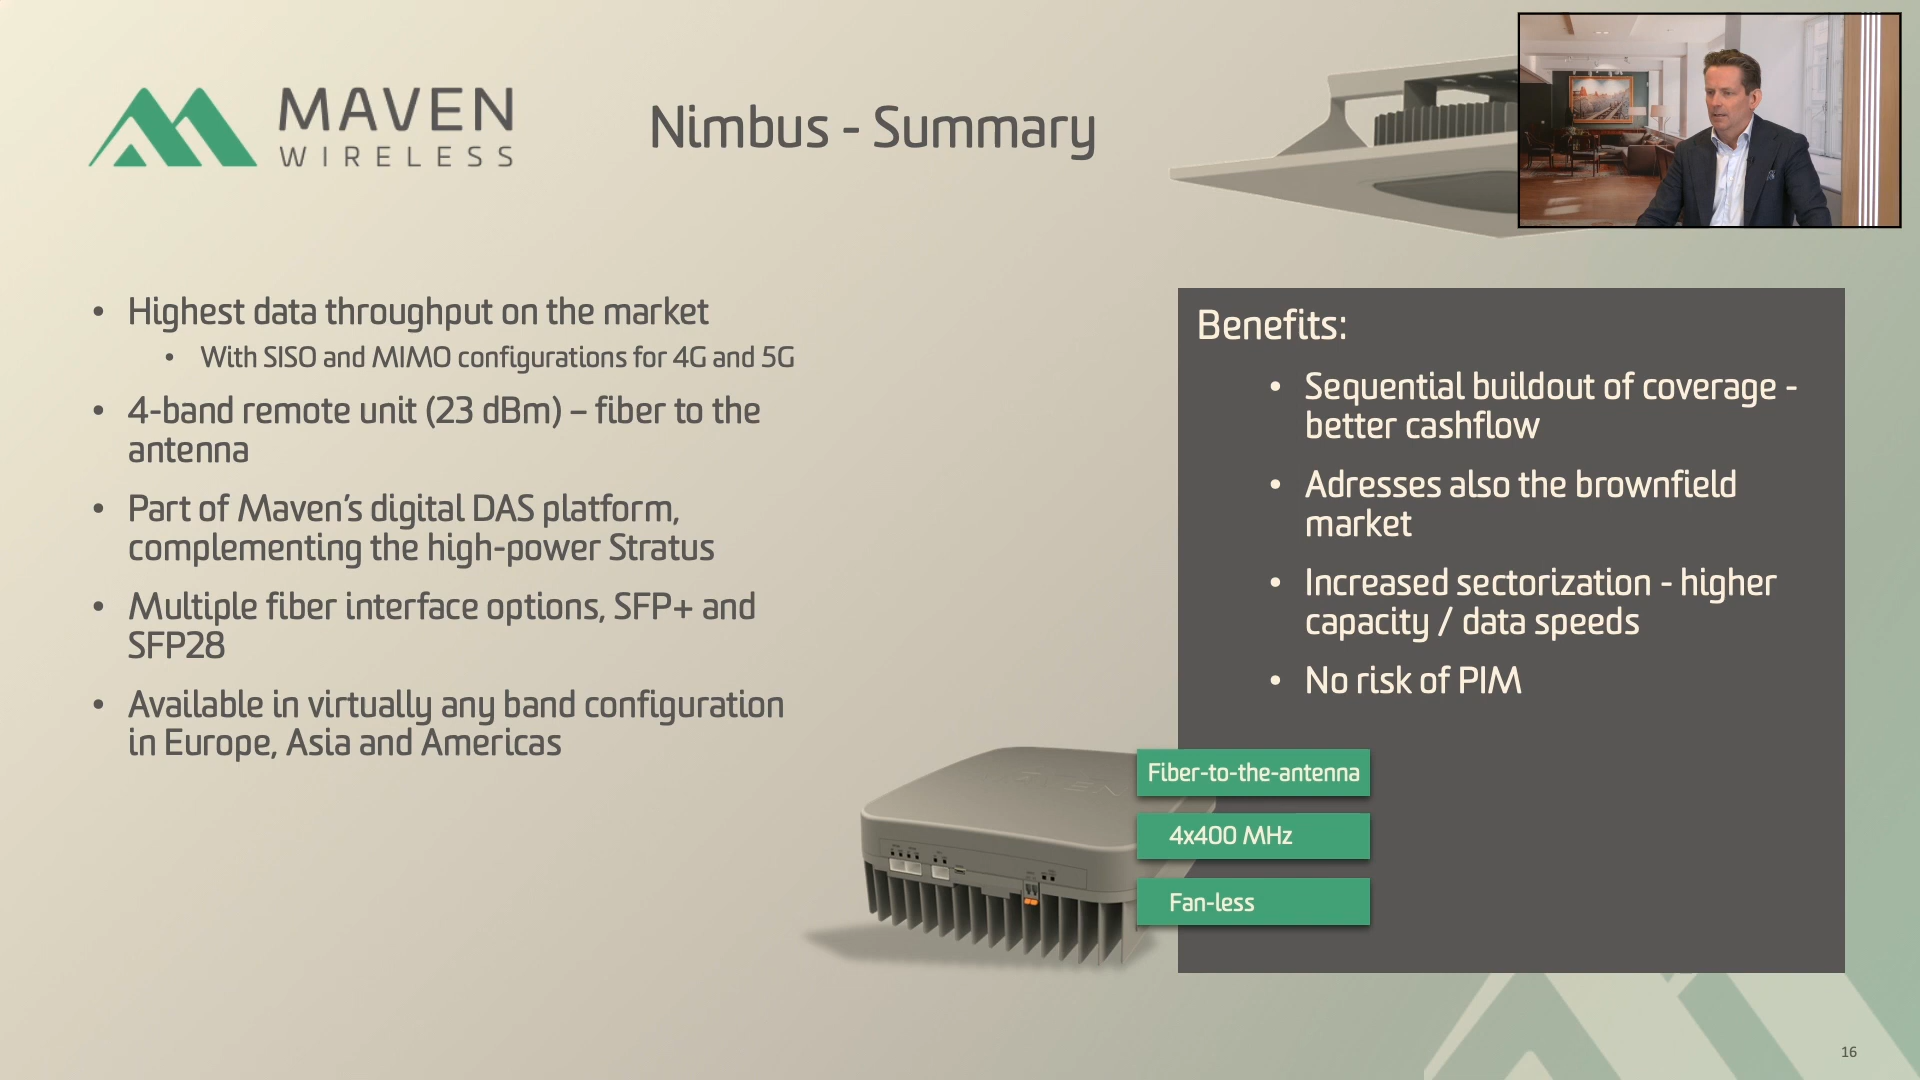 MAVEN
WIRELESS
Nimbus - Summary
• Highest data throughput on the market
• With SISO and MIMO configurations for 4G and 5G
• 4-band remote unit (23 dBm) – fiber to the
antenna
• Part of Maven’s digital DAS platform,
complementing the high-power Stratus
• Multiple fiber interface options, SFP+ and
SFP28
• Available in virtually any band configuration
in Europe, Asia and Americas
Benefits:
• Sequential buildout of coverage -
better cashflow
• Adresses also the brownfield
market
• Increased sectorization - higher
capacity / data speeds
• No risk of PIM
Fiber-to-the-antenna
4x400 MHz
Fan-less
16